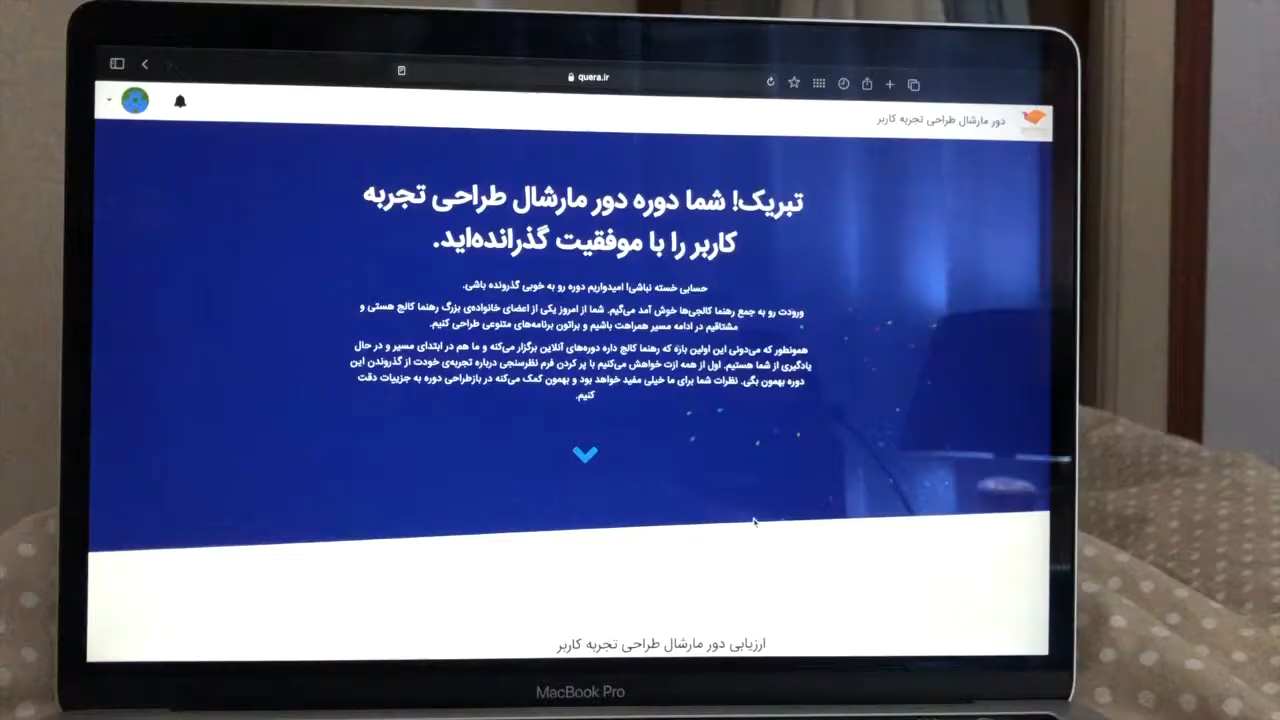 quera.ir
دور مارشال طراحی تجربه کاربر
تبریک! شما دوره دور مارشال طراحی تجربه
کاربر را با موفقیت گذرانده‌اید.
حسابی خسته نباشی! امیدواریم دوره رو به خوبی گذرونده باشی.
ورودت رو به جمع رهنما کالجی‌ها خوش آمد می‌گیم. شما از امروز یکی از اعضای خانواده‌ی بزرگ رهنما کالج هستی و
مشتاقیم در ادامه مسیر همراهت باشیم و براتون برنامه‌های متنوعی طراحی کنیم.
همونطور که می‌دونی این اولین بازه که رهنما کالج داره دوره‌های آنلاین برگزار می‌کنه و ما هم در ابتدای مسیر و در حال
یادگیری از شما هستیم. اول از همه ازت خواهش می‌کنیم با پر کردن فرم نظرسنجی درباره تجربه‌ی خودت از گذروندن این
دوره بهمون بگی. نظرات شما برای ما خیلی مفید خواهد بود و بهمون کمک می‌کنه در بازطراحی دوره به جزییات دقت
کنیم.
ارزیابی دور مارشال طراحی تجربه کاربر
MacBook Pro